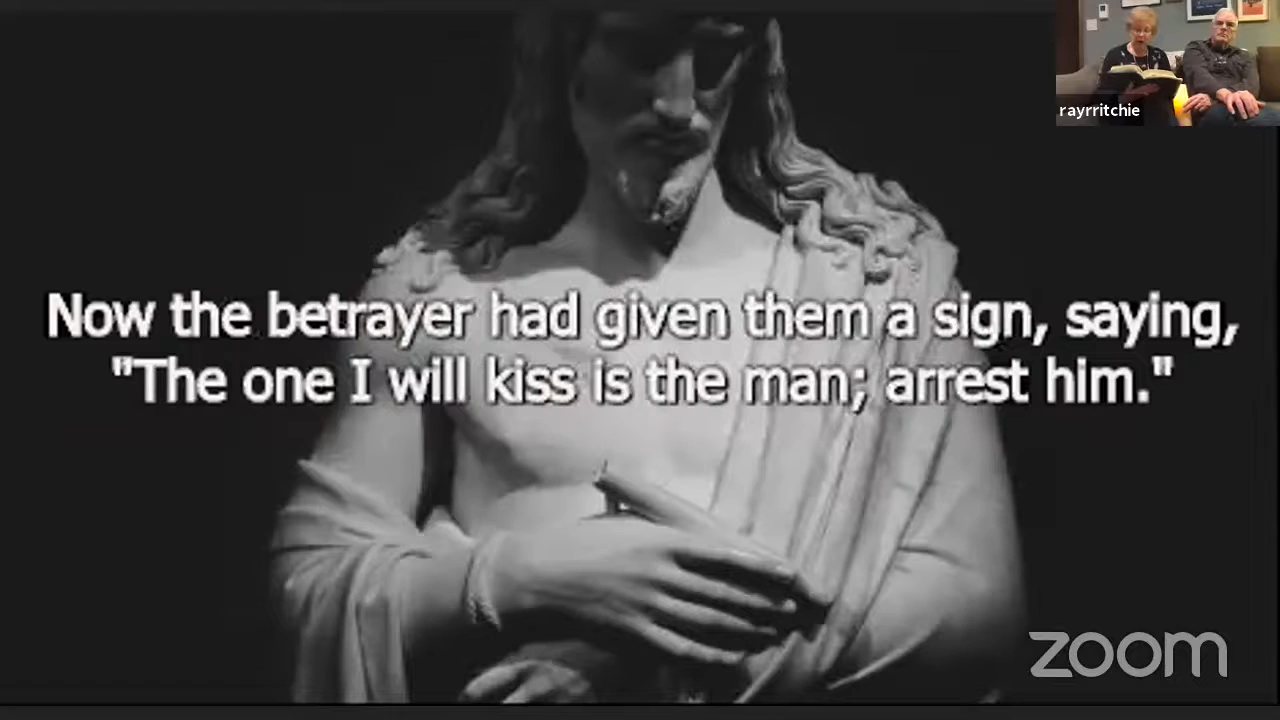 rayrritchie
Now the betrayer had given them a sign, saying,
"The one I will kiss is the man; arrest him."
zoom